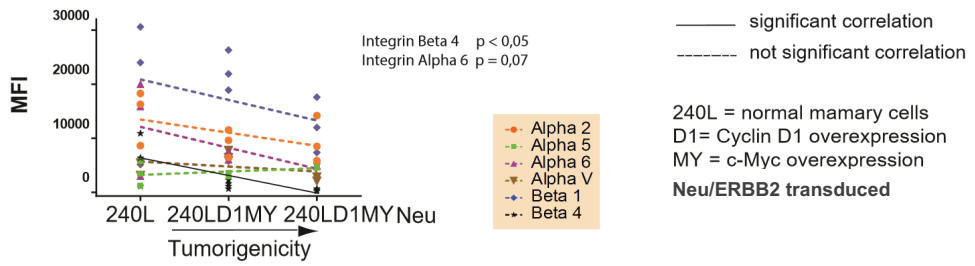 30000
20000
10000
0
MFI
Integrin Beta 4 p < 0,05
Integrin Alpha 6 p = 0,07
240L 240LD1MY 240LD1MY Neu
Tumorigenicity
Alpha 2
Alpha 5
Alpha 6
Alpha V
Beta 1
Beta 4
significant correlation
not significant correlation
240L = normal mamary cells
D1= Cyclin D1 overexpression
MY = c-Myc overexpression
Neu/ERBB2 transduced